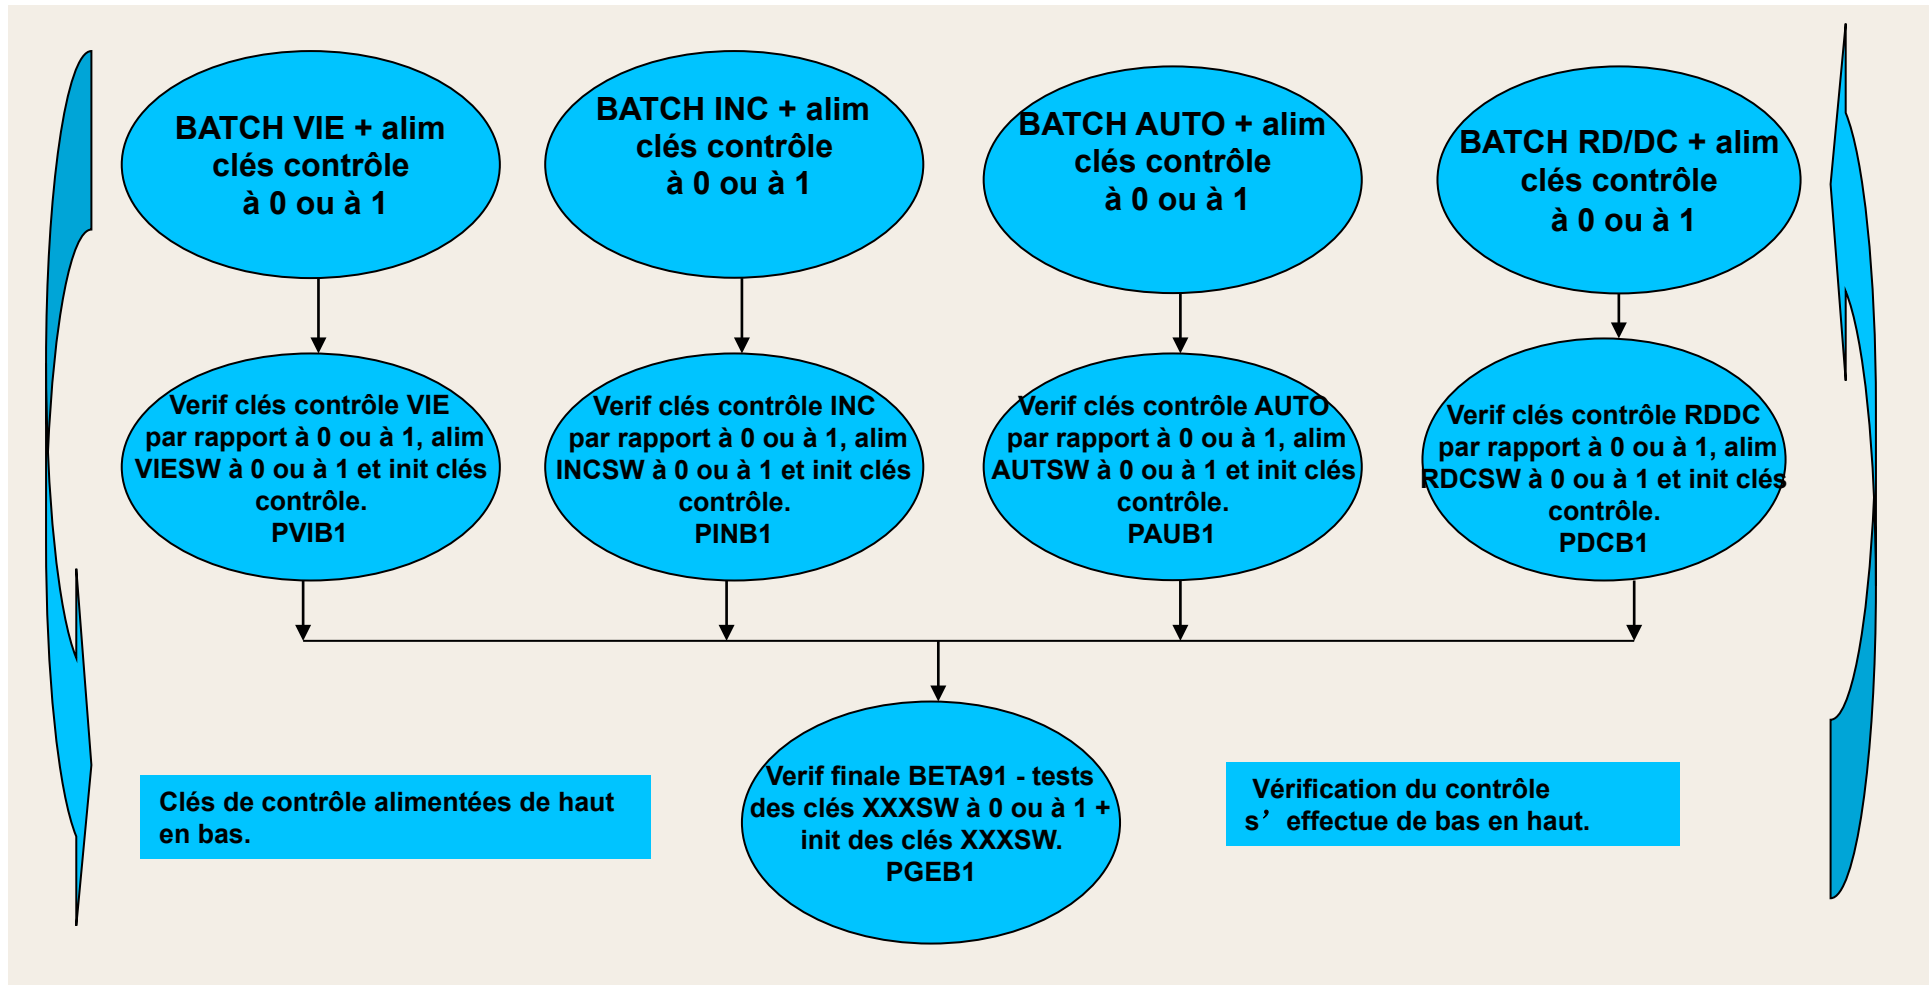 BATCH VIE + alim
clés contrôle
à 0 ou à 1
BATCH INC + alim
clés contrôle
à 0 ou à 1
BATCH AUTO + alim
clés contrôle
à 0 ou à 1
BATCH RD/DC + alim
clés contrôle
à 0 ou à 1
Verif clés contrôle VIE
par rapport à 0 ou à 1, alim
VIESW à 0 ou à 1 et init clés
contrôle.
PVIB1
Verif clés contrôle INC
par rapport à 0 ou à 1, alim
INCSW à 0 ou à 1 et init clés
contrôle.
PINB1
Verif clés contrôle AUTO
par rapport à 0 ou à 1, alim
AUTSW à 0 ou à 1 et init clés
contrôle.
PAUB1
Verif clés contrôle RDDC
par rapport à 0 ou à 1, alim
RDCSW à 0 ou à 1 et init clés
contrôle.
PDCB1
Clés de contrôle alimentées de haut
en bas.
Verif finale BETA91 - tests
des clés XXXSW à 0 ou à 1 +
init des clés XXXSW.
PGEB1
Vérification du contrôle
s’ effectue de bas en haut.